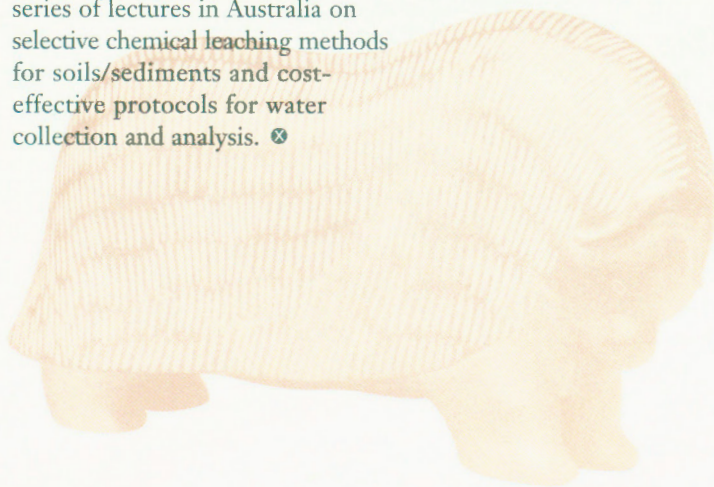 series of lectures in Australia on
selective chemical leaching methods
for soils/sediments and cost-
effective protocols for water
collection and analysis. ⓧ